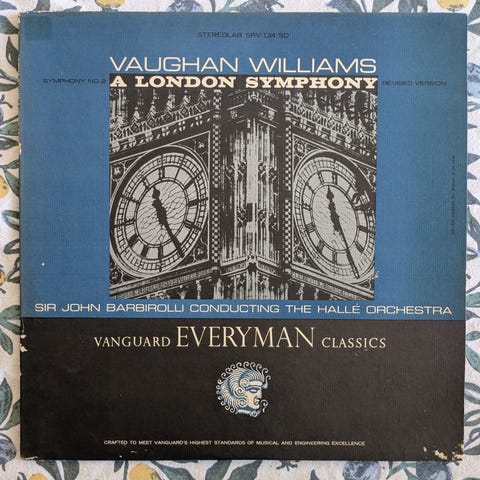 STEREOLAB SRV-134 SD
VAUGHAN WILLIAMS
SYMPHONY NO. 2 A LONDON SYMPHONY REVISED VERSION
SIR JOHN BARBIROLLI CONDUCTING THE HALLÉ ORCHESTRA
VANGUARD EVERYMAN CLASSICS
CRAFTED TO MEET VANGUARD'S HIGHEST STANDARDS OF MUSICAL AND ENGINEERING EXCELLENCE